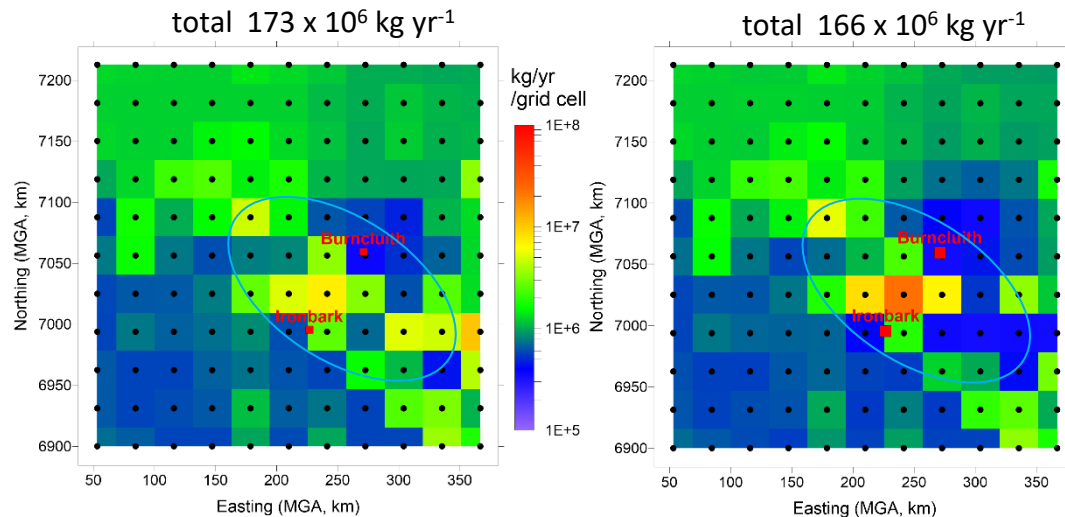 total 173 x 10⁶ kg yr⁻¹
total 166 x 10⁶ kg yr⁻¹
kg/yr
/grid cell
1E+8
1E+7
1E+6
1E+5
Northing (MGA, km)
7200
7150
7100
7050
7000
6950
6900
Burncluith
Ironbark
50 100 150 200 250 300 350
Easting (MGA, km)
Northing (MGA, km)
7200
7150
7100
7050
7000
6950
6900
Burncluith
Ironbark
50 100 150 200 250 300 350
Easting (MGA, km)